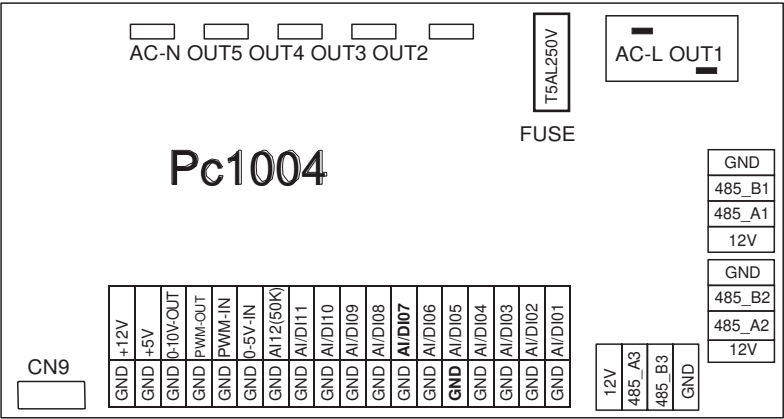 AC-N OUT5 OUT4 OUT3 OUT2
T5AL250V
FUSE
AC-L OUT1
Pc1004
GND
485_B1
485_A1
12V
GND
485_B2
485_A2
12V
CN9
GND +12V
GND +5V
GND 0-10V-OUT
GND PWM-OUT
GND PWM-IN
GND 0-5V-IN
GND AI12(50K)
GND AI/DI11
GND AI/DI10
GND AI/DI09
GND AI/DI08
GND AI/DI07
GND AI/DI06
GND AI/DI05
GND AI/DI04
GND AI/DI03
GND AI/DI02
GND AI/DI01
12V
485_A3
485_B3
GND